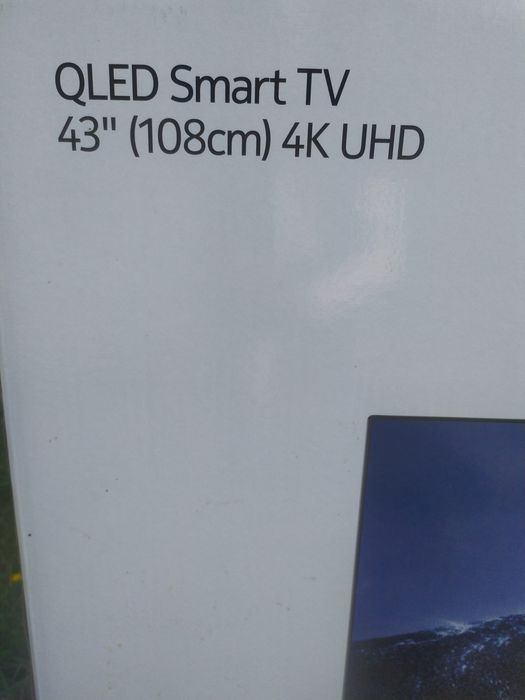 QLED Smart TV
43" (108cm) 4K UHD